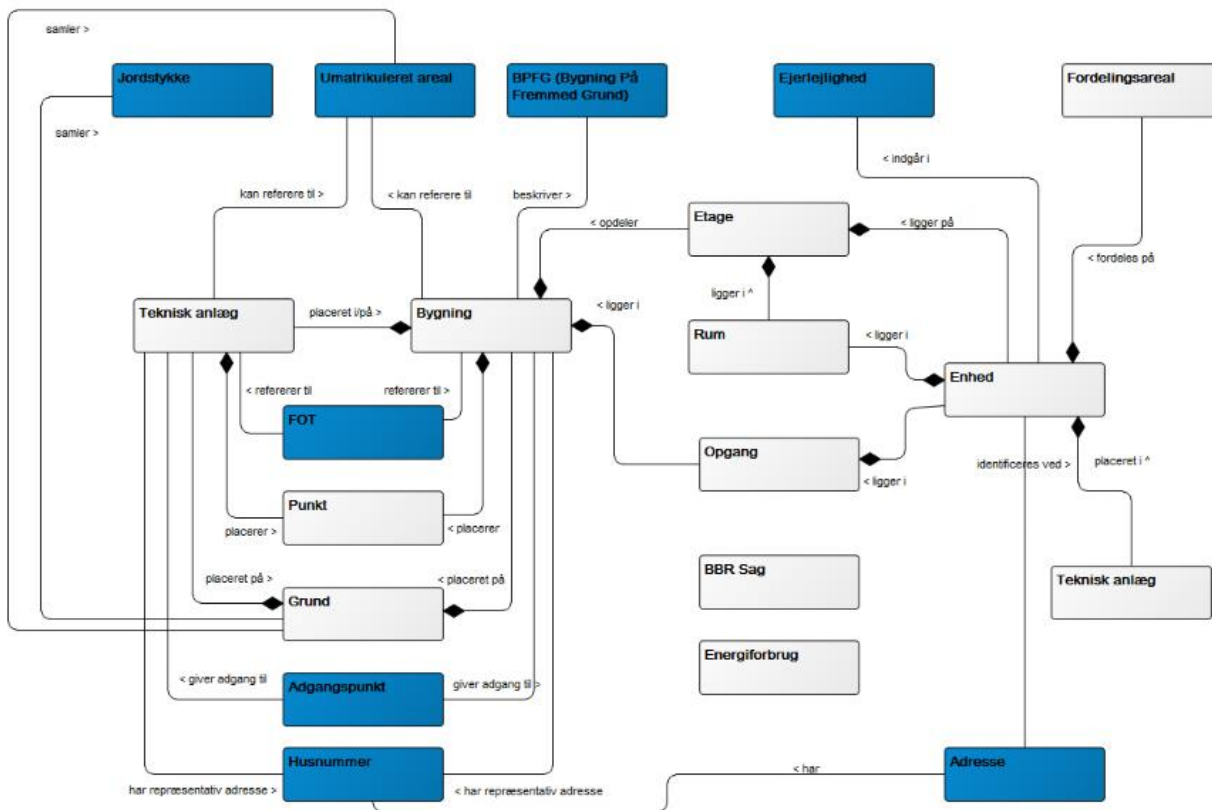 samler >
Jordstykke
Umatrikuleret areal
BPFG (Bygning På
Fremmed Grund)
Ejerlejlighed
Fordelingsareal
samler >
< indgår i
kan referere til >
< kan referere til
beskriver >
Etage
< opdeler
< ligger på
< fordeles på
ligger i ^
Teknisk anlæg
placeret i/på >
Bygning
< ligger i
Rum
< ligger i
Enhed
< refererer til
refererer til >
FOT
Opgang
identificeres ved >
placeret i ^
< ligger i
Punkt
placerer >
< placerer
BBR Sag
Teknisk anlæg
placeret på >
< placeret på
Grund
Energiforbrug
< giver adgang til
Adgangspunkt
giver adgang til >
Husnummer
Adresse
< har
har repræsentativ adresse >
< har repræsentativ adresse